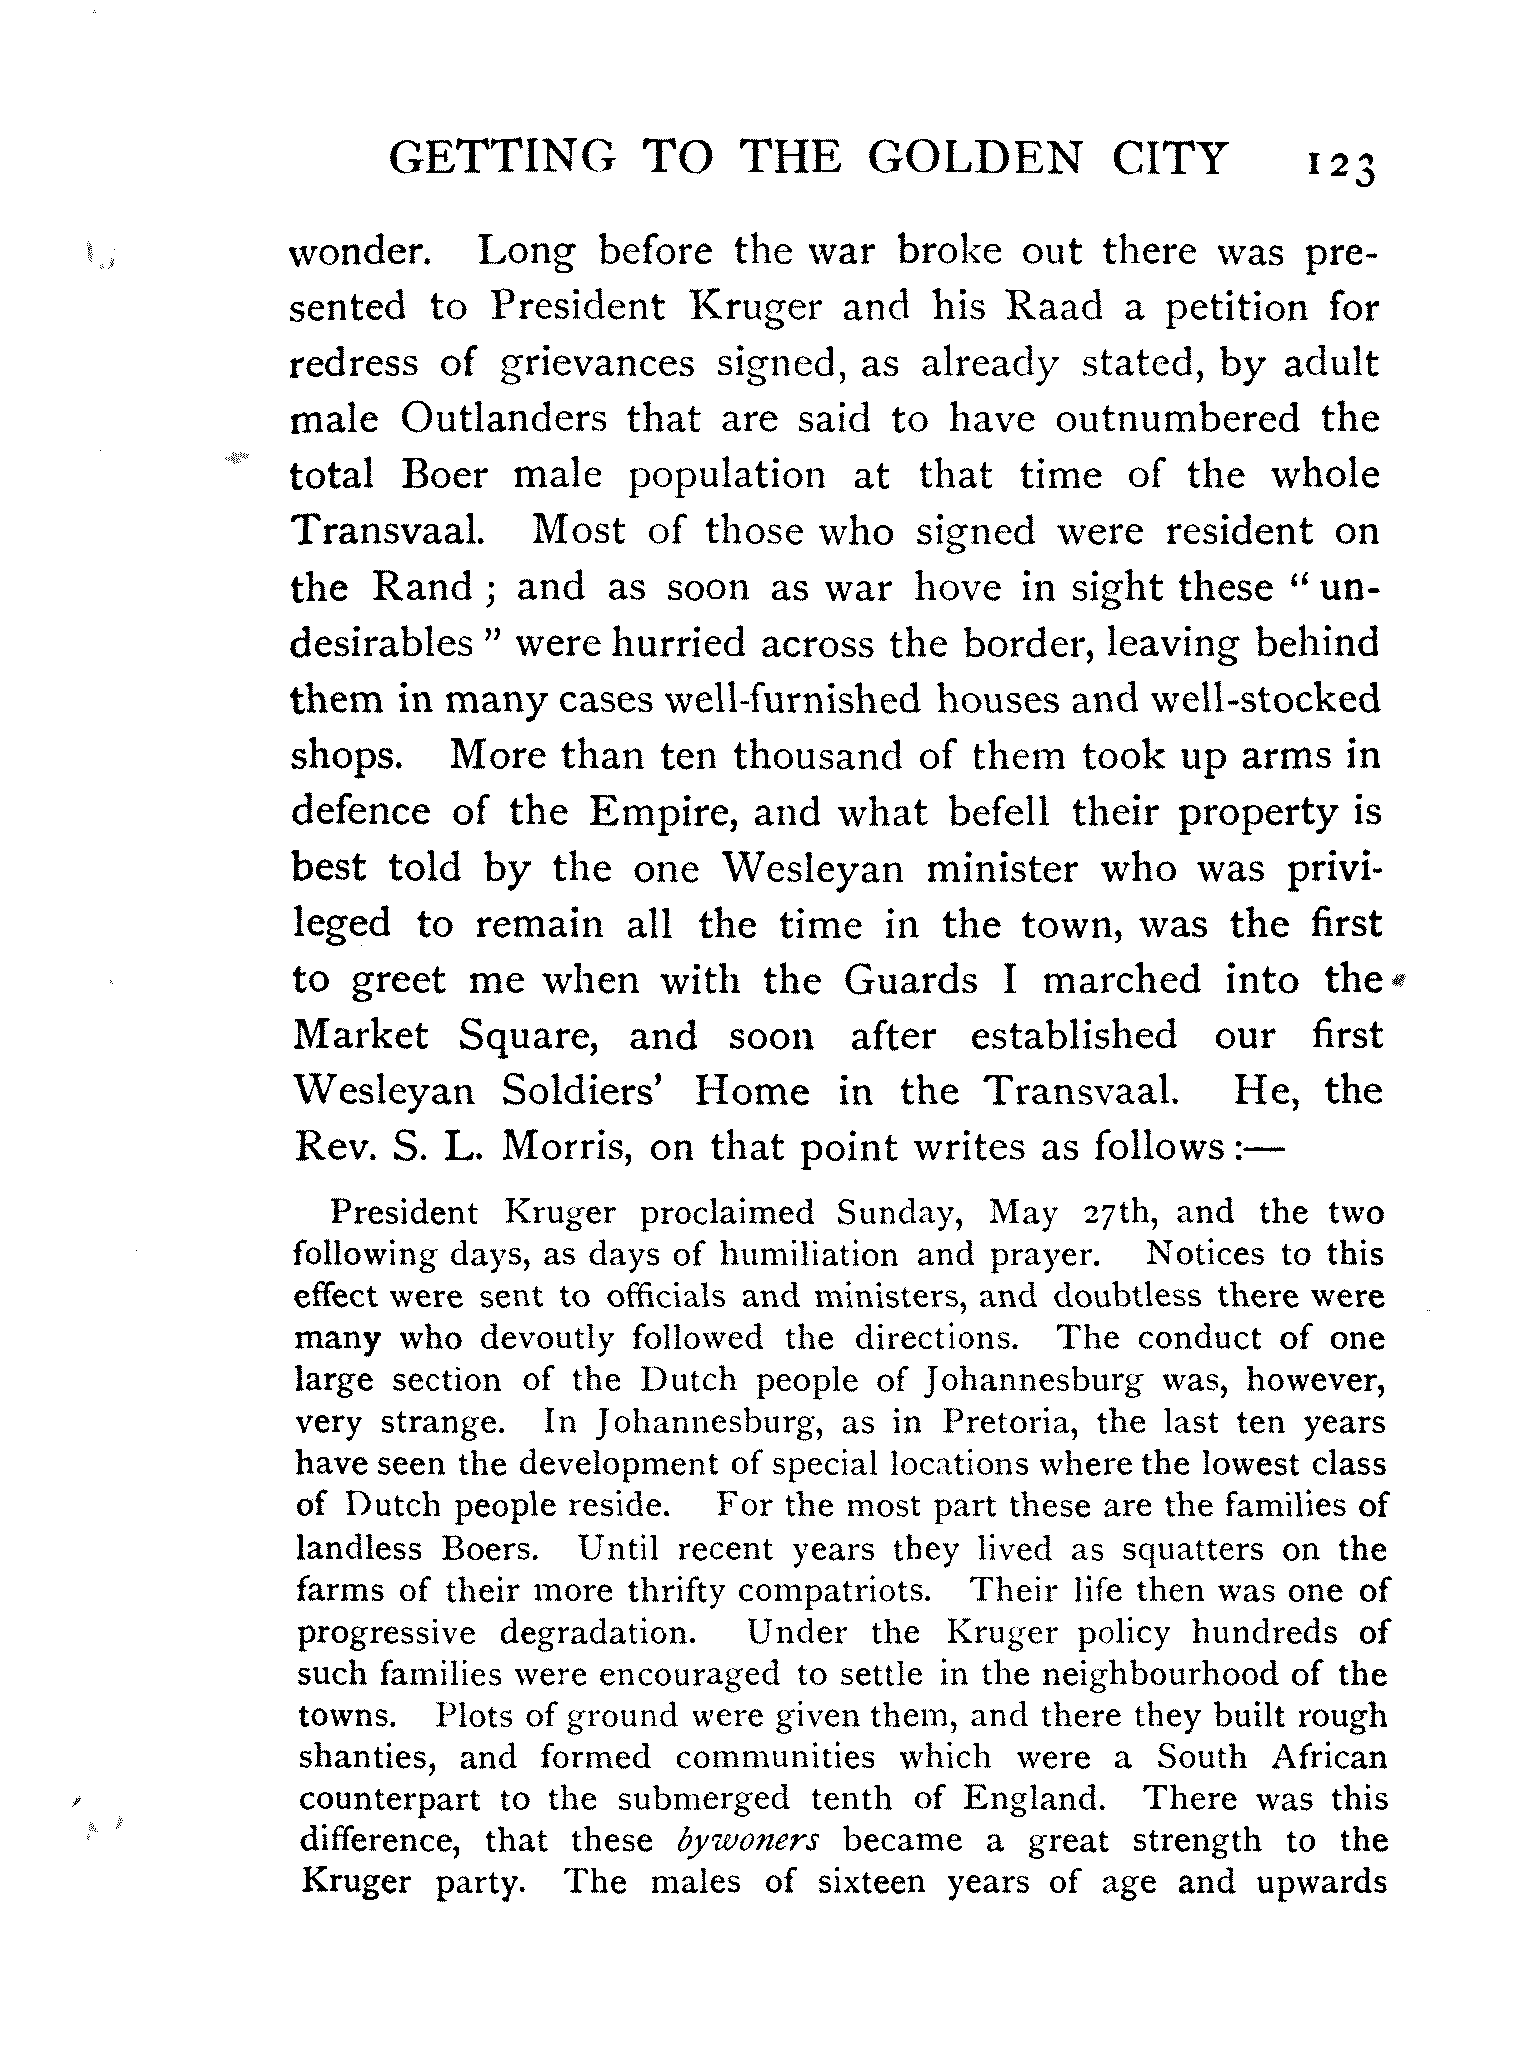 GETTING TO THE GOLDEN CITY 123
wonder. Long before the war broke out there was pre-
sented to President Kruger and his Raad a petition for
redress of grievances signed, as already stated, by adult
male Outlanders that are said to have outnumbered the
total Boer male population at that time of the whole
Transvaal. Most of those who signed were resident on
the Rand ; and as soon as war hove in sight these “ un-
desirables ” were hurried across the border, leaving behind
them in many cases well-furnished houses and well-stocked
shops. More than ten thousand of them took up arms in
defence of the Empire, and what befell their property is
best told by the one Wesleyan minister who was privi-
leged to remain all the time in the town, was the first
to greet me when with the Guards I marched into the
Market Square, and soon after established our first
Wesleyan Soldiers’ Home in the Transvaal. He, the
Rev. S. L. Morris, on that point writes as follows :—
President Kruger proclaimed Sunday, May 27th, and the two
following days, as days of humiliation and prayer. Notices to this
effect were sent to officials and ministers, and doubtless there were
many who devoutly followed the directions. The conduct of one
large section of the Dutch people of Johannesburg was, however,
very strange. In Johannesburg, as in Pretoria, the last ten years
have seen the development of special locations where the lowest class
of Dutch people reside. For the most part these are the families of
landless Boers. Until recent years they lived as squatters on the
farms of their more thrifty compatriots. Their life then was one of
progressive degradation. Under the Kruger policy hundreds of
such families were encouraged to settle in the neighbourhood of the
towns. Plots of ground were given them, and there they built rough
shanties, and formed communities which were a South African
counterpart to the submerged tenth of England. There was this
difference, that these bywoners became a great strength to the
Kruger party. The males of sixteen years of age and upwards